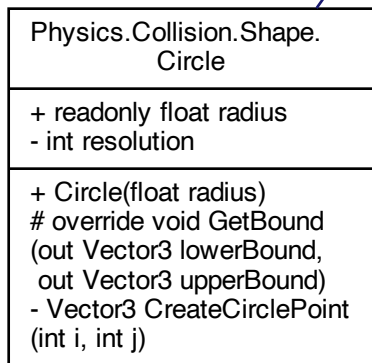 Physics.Collision.Shape.
Circle
+ readonly float radius
- int resolution
+ Circle(float radius)
# override void GetBound
(out Vector3 lowerBound,
out Vector3 upperBound)
- Vector3 CreateCirclePoint
(int i, int j)